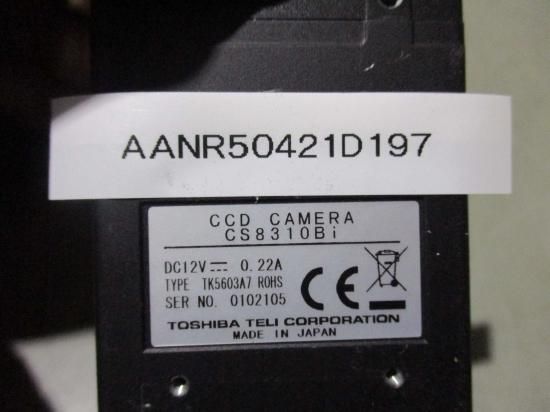 AANR50421D197
CCD CAMERA
CS8310Bi
DC12V⎓ 0.22A
TYPE TK5603A7 ROHS
SER NO. 0102105
CE
TOSHIBA TELI CORPORATION
MADE IN JAPAN